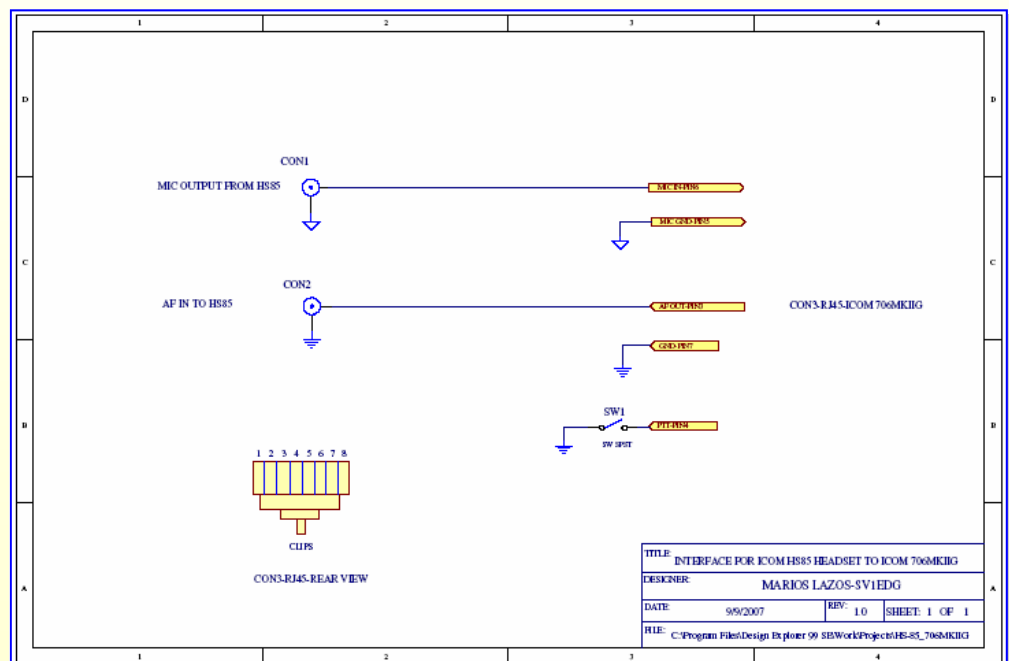 1 2 3 4
D D
CON1
MIC OUTPUT FROM HS85
MIC IN-PIN6
MIC GND-PIN5
C C
CON2
AF IN TO HS85
AF OUT-PIN3
CON3-RJ45-ICOM 706MKIIG
GND-PIN7
SW1
B B
PTT-PIN4
SW SPST
1 2 3 4 5 6 7 8
CLIPS
CON3-RJ45-REAR VIEW
TITLE: INTERFACE FOR ICOM HS85 HEADSET TO ICOM 706MKIIG
DESIGNER: MARIOS LAZOS-SV1EDG
A A
DATE: 9/9/2007 REV: 1.0 SHEET: 1 OF 1
FILE: C:\Program Files\Design Explorer 99 SE\Work\Projects\HS-85_706MKIIG
1 2 3 4